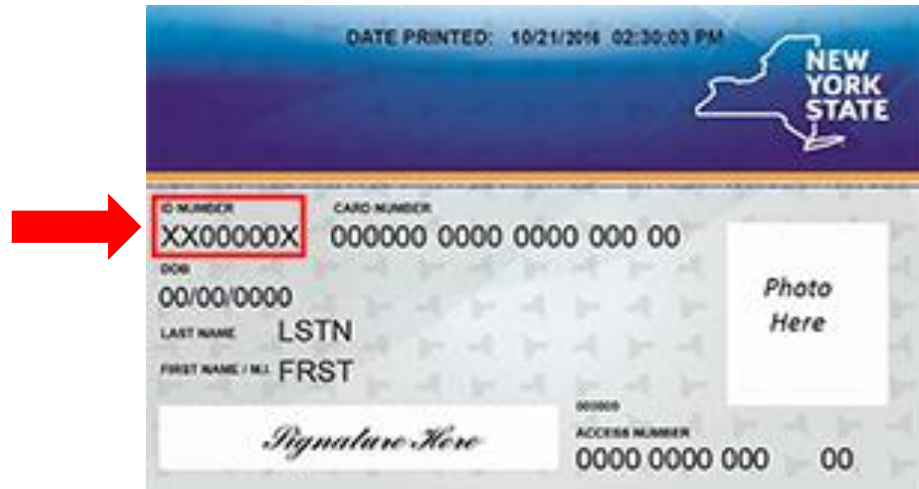 DATE PRINTED: 10/21/2016 02:30:03 PM
NEW
YORK
STATE
ID NUMBER
CARD NUMBER
XX00000X
000000 0000 0000 000 00
DOB
00/00/0000
LAST NAME LSTN
FIRST NAME / M.I. FRST
Photo
Here
Signature Here
000000
ACCESS NUMBER
0000 0000 000 00